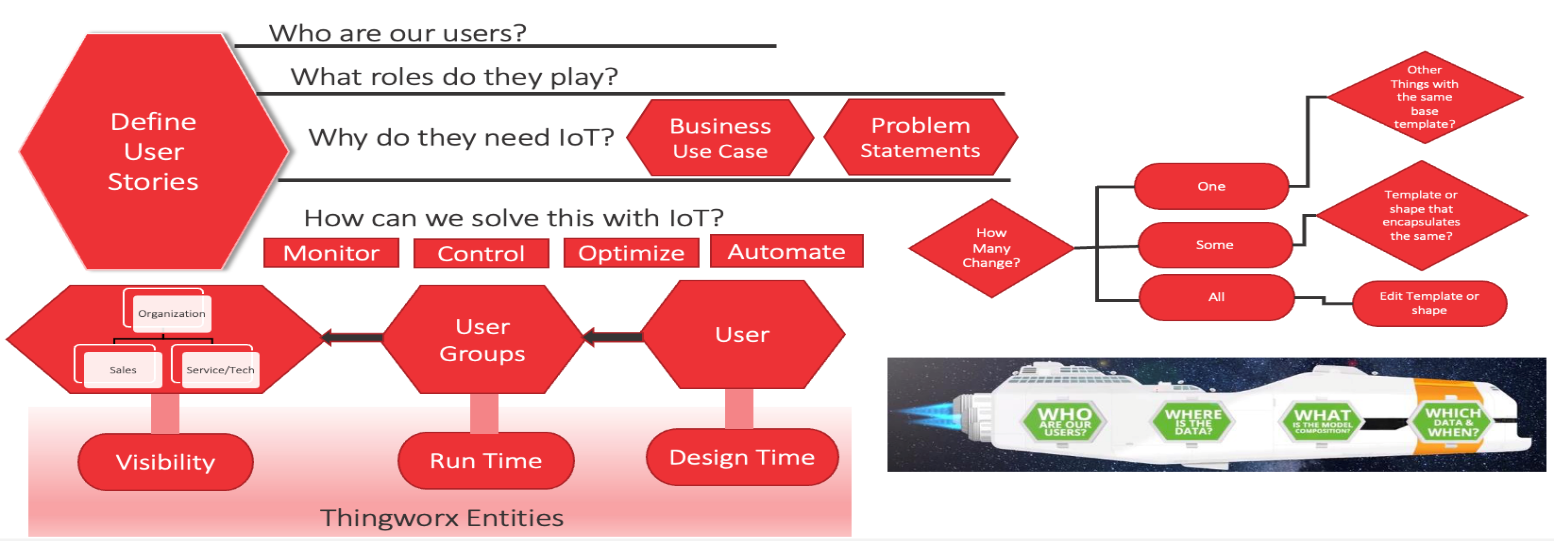 Who are our users?
What roles do they play?
Define
User
Stories
Why do they need IoT?
Business
Use Case
Problem
Statements
How can we solve this with IoT?
Monitor
Control
Optimize
Automate
Organization
Sales
Service/Tech
User
Groups
User
Visibility
Run Time
Design Time
Thingworx Entities
How
Many
Change?
One
Some
All
Other
Things with
the same
base
template?
Template or
shape that
encapsulates
the same?
Edit Template or
shape
WHO
ARE OUR
USERS?
WHERE
IS THE
DATA?
WHAT
IS THE MODEL
COMPOSITION?
WHICH
DATA &
WHEN?